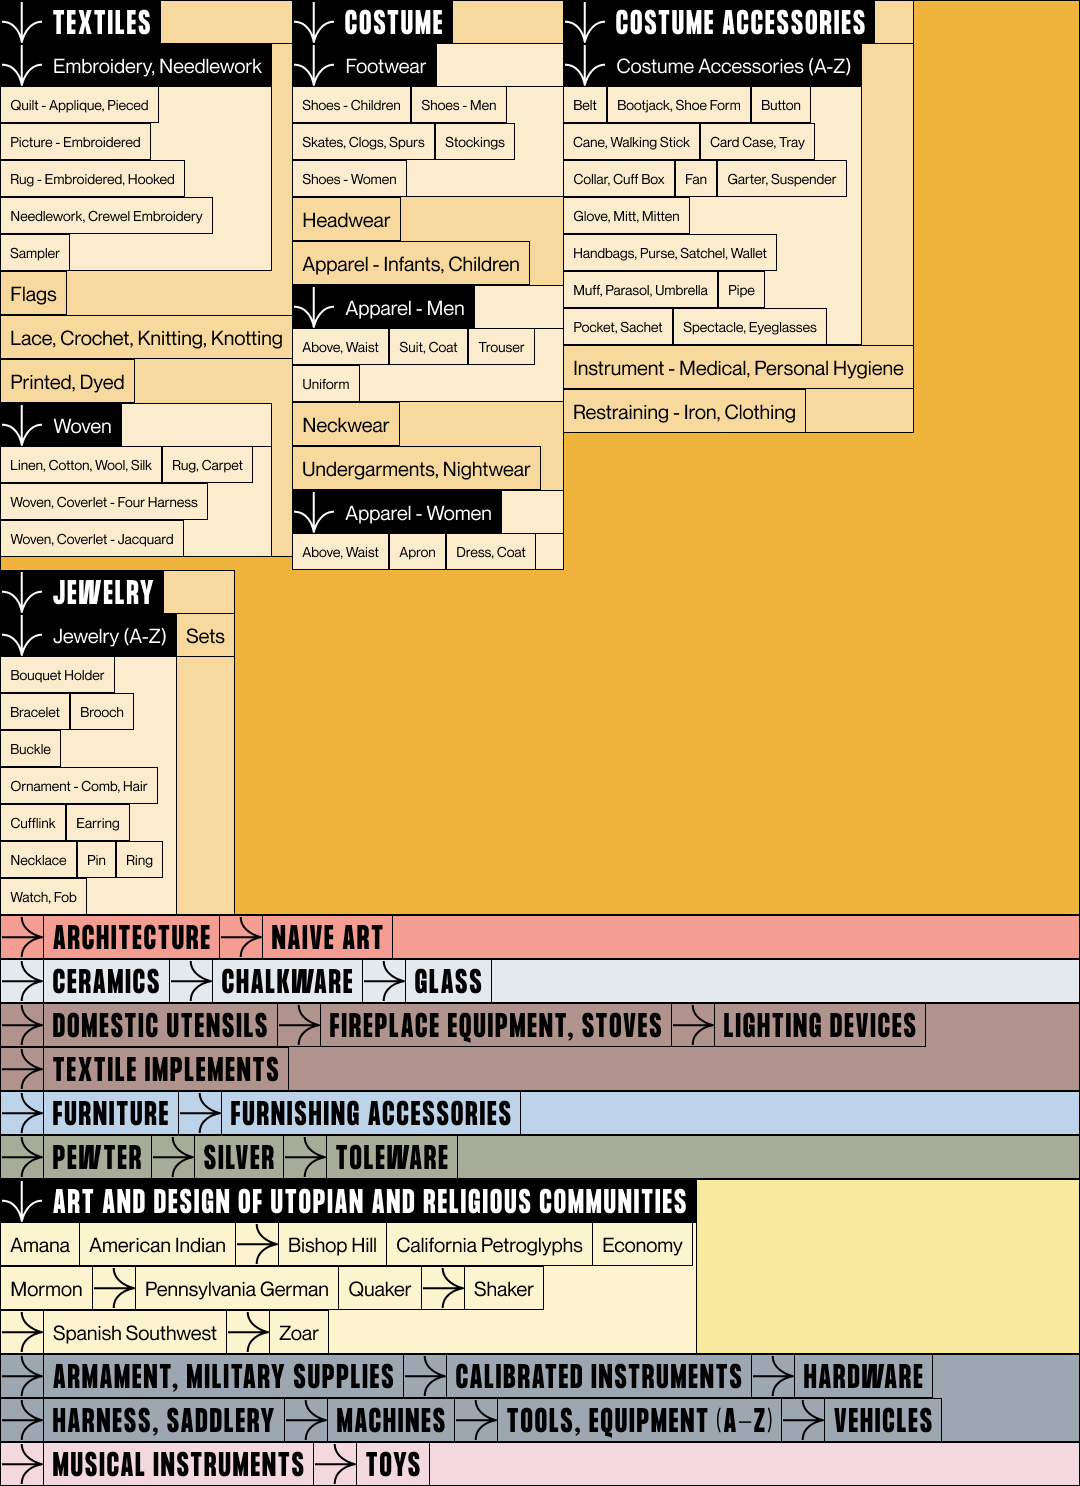 TEXTILES
Embroidery, Needlework
Quilt - Applique, Pieced
Picture - Embroidered
Rug - Embroidered, Hooked
Needlework, Crewel Embroidery
Sampler
Flags
Lace, Crochet, Knitting, Knotting
Printed, Dyed
Woven
Linen, Cotton, Wool, Silk Rug, Carpet
Woven, Coverlet - Four Harness
Woven, Coverlet - Jacquard
COSTUME
Footwear
Shoes - Children Shoes - Men
Skates, Clogs, Spurs Stockings
Shoes - Women
Headwear
Apparel - Infants, Children
Apparel - Men
Above, Waist Suit, Coat Trouser
Uniform
Neckwear
Undergarments, Nightwear
Apparel - Women
Above, Waist Apron Dress, Coat
COSTUME ACCESSORIES
Costume Accessories (A-Z)
Belt Bootjack, Shoe Form Button
Cane, Walking Stick Card Case, Tray
Collar, Cuff Box Fan Garter, Suspender
Glove, Mitt, Mitten
Handbags, Purse, Satchel, Wallet
Muff, Parasol, Umbrella Pipe
Pocket, Sachet Spectacle, Eyeglasses
Instrument - Medical, Personal Hygiene
Restraining - Iron, Clothing
JEWELRY
Jewelry (A-Z) Sets
Bouquet Holder
Bracelet Brooch
Buckle
Ornament - Comb, Hair
Cufflink Earring
Necklace Pin Ring
Watch, Fob
ARCHITECTURE NAIVE ART
CERAMICS CHALKWARE GLASS
DOMESTIC UTENSILS FIREPLACE EQUIPMENT, STOVES LIGHTING DEVICES
TEXTILE IMPLEMENTS
FURNITURE FURNISHING ACCESSORIES
PEWTER SILVER TOLEWARE
ART AND DESIGN OF UTOPIAN AND RELIGIOUS COMMUNITIES
Amana American Indian Bishop Hill California Petroglyphs Economy
Mormon Pennsylvania German Quaker Shaker
Spanish Southwest Zoar
ARMAMENT, MILITARY SUPPLIES CALIBRATED INSTRUMENTS HARDWARE
HARNESS, SADDLERY MACHINES TOOLS, EQUIPMENT (A–Z) VEHICLES
MUSICAL INSTRUMENTS TOYS